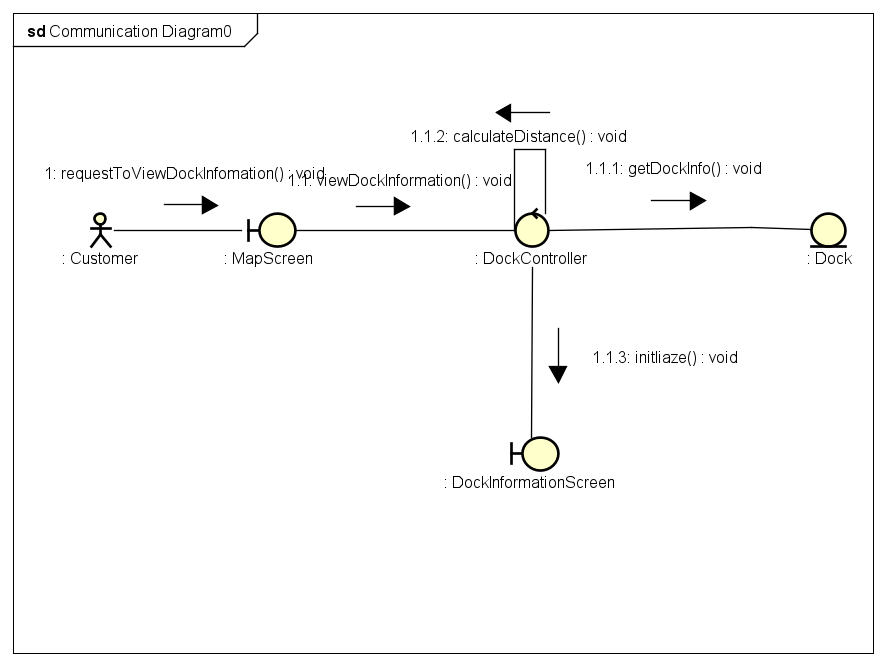 sd Communication Diagram0
1.1.2: calculateDistance() : void
1: requestToViewDockInfomation() : void
1.1: viewDockInformation() : void
1.1.1: getDockInfo() : void
: Customer
: MapScreen
: DockController
: Dock
1.1.3: initliaze() : void
: DockInformationScreen